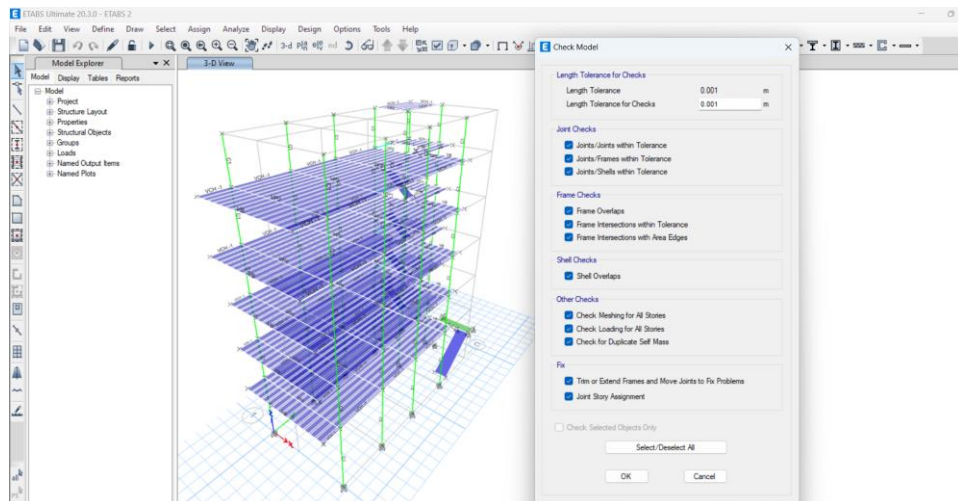 ETABS Ultimate 20.3.0 - ETABS 2
File Edit View Define Draw Select Assign Analyze Display Design Options Tools Help
3-d
Model Explorer
3-D View
Model Display Tables Reports
Model
Project
Structure Layout
Properties
Structural Objects
Groups
Loads
Named Output Items
Named Plots
Check Model
Length Tolerance for Checks
Length Tolerance 0.001 m
Length Tolerance for Checks 0.001 m
Joint Checks
Joints/Joints within Tolerance
Joints/Frames within Tolerance
Joints/Shells within Tolerance
Frame Checks
Frame Overlaps
Frame Intersections within Tolerance
Frame Intersections with Area Edges
Shell Checks
Shell Overlaps
Other Checks
Check Meshing for All Stories
Check Loading for All Stories
Check for Duplicate Self Mass
Fix
Trim or Extend Frames and Move Joints to Fix Problems
Joint Story Assignment
Check Selected Objects Only
Select/Deselect All
OK Cancel